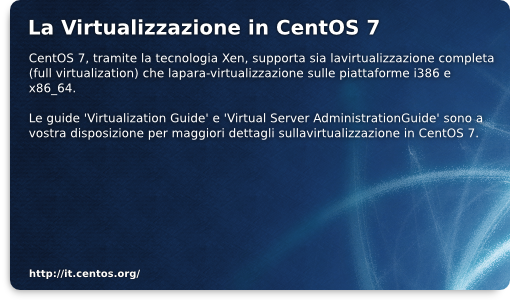 La Virtualizzazione in CentOS 7
CentOS 7, tramite la tecnologia Xen, supporta sia lavirtualizzazione completa
(full virtualization) che lapara-virtualizzazione sulle piattaforme i386 e
x86_64.
Le guide 'Virtualization Guide' e 'Virtual Server AdministrationGuide' sono a
vostra disposizione per maggiori dettagli sullavirtualizzazione in CentOS 7.
http://it.centos.org/